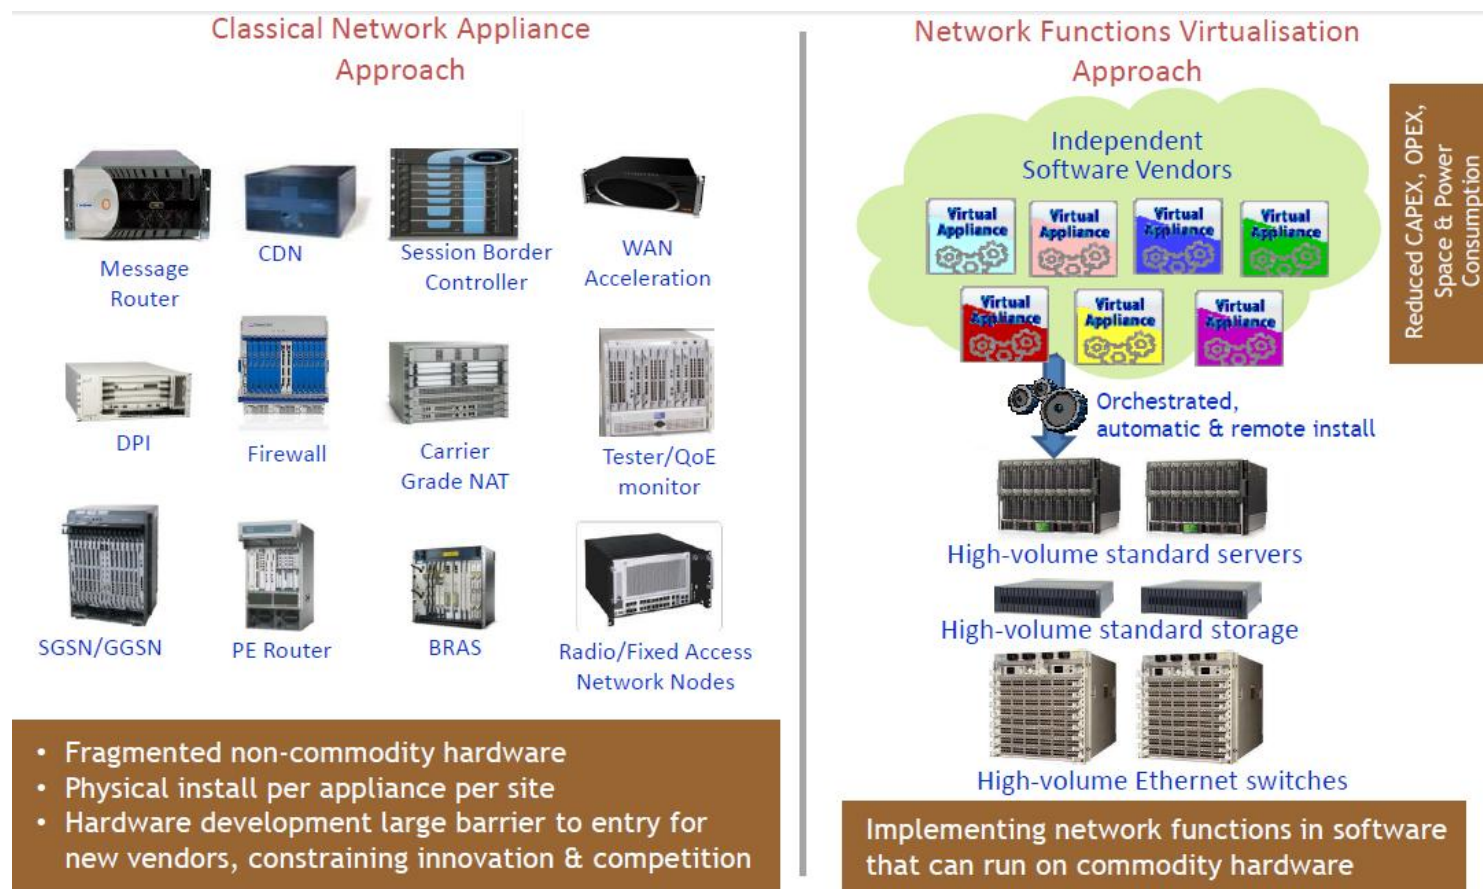 Classical Network Appliance
Approach
Message
Router
CDN
Session Border
Controller
WAN
Acceleration
DPI
Firewall
Carrier
Grade NAT
Tester/QoE
monitor
SGSN/GGSN
PE Router
BRAS
Radio/Fixed Access
Network Nodes
• Fragmented non-commodity hardware
• Physical install per appliance per site
• Hardware development large barrier to entry for
new vendors, constraining innovation & competition
Network Functions Virtualisation
Approach
Independent
Software Vendors
Virtual
Appliance
Virtual
Appliance
Virtual
Appliance
Virtual
Appliance
Virtual
Appliance
Virtual
Appliance
Virtual
Appliance
Reduced CAPEX, OPEX,
Space & Power
Consumption
Orchestrated,
automatic & remote install
High-volume standard servers
High-volume standard storage
High-volume Ethernet switches
Implementing network functions in software
that can run on commodity hardware